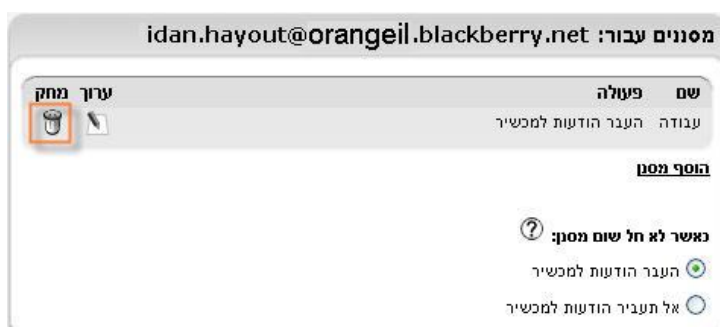 מסננים עבור: idan.hayout@orangeil.blackberry.net
שם פעולה ערוך מחק
עבודה העבר הודעות למכשיר
הוסף מסנן
כאשר לא חל שום מסנן: ?
העבר הודעות למכשיר
אל תעביר הודעות למכשיר